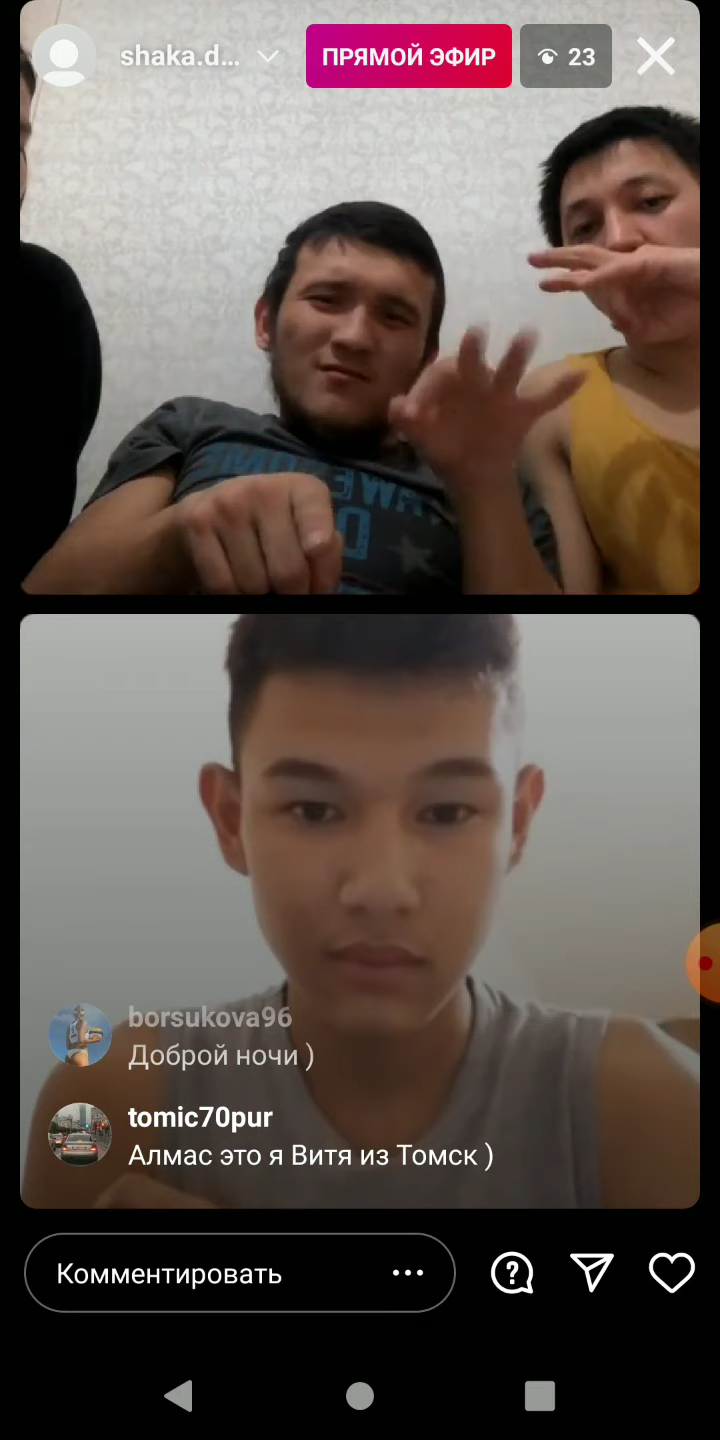 shaka.d...
ПРЯМОЙ ЭФИР
23
borsukova96
Доброй ночи )
tomic70pur
Алмас это я Витя из Томск )
Комментировать